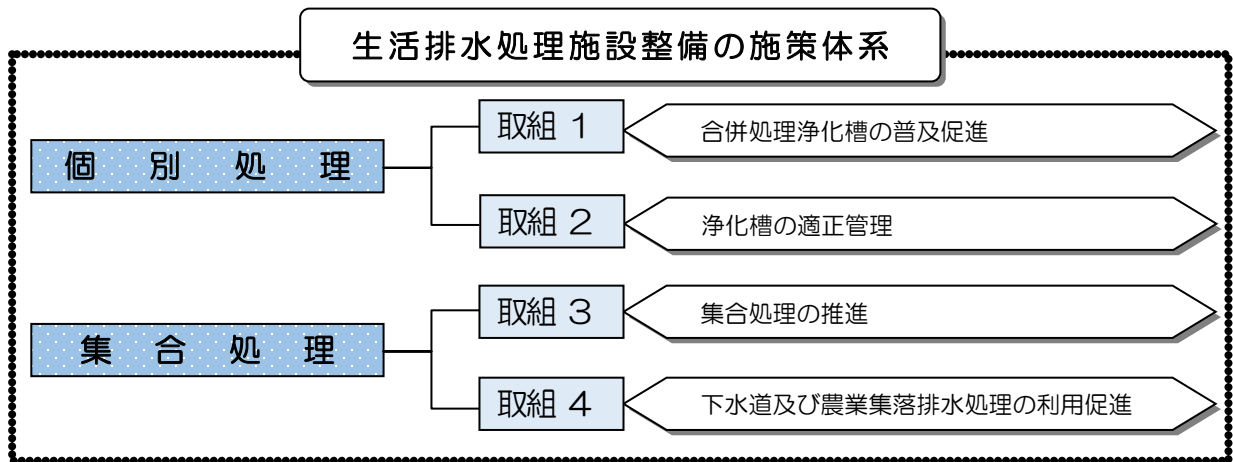 生活排水処理施設整備の施策体系
個別処理
取組 1
合併処理浄化槽の普及促進
取組 2
浄化槽の適正管理
集合処理
取組 3
集合処理の推進
取組 4
下水道及び農業集落排水処理の利用促進